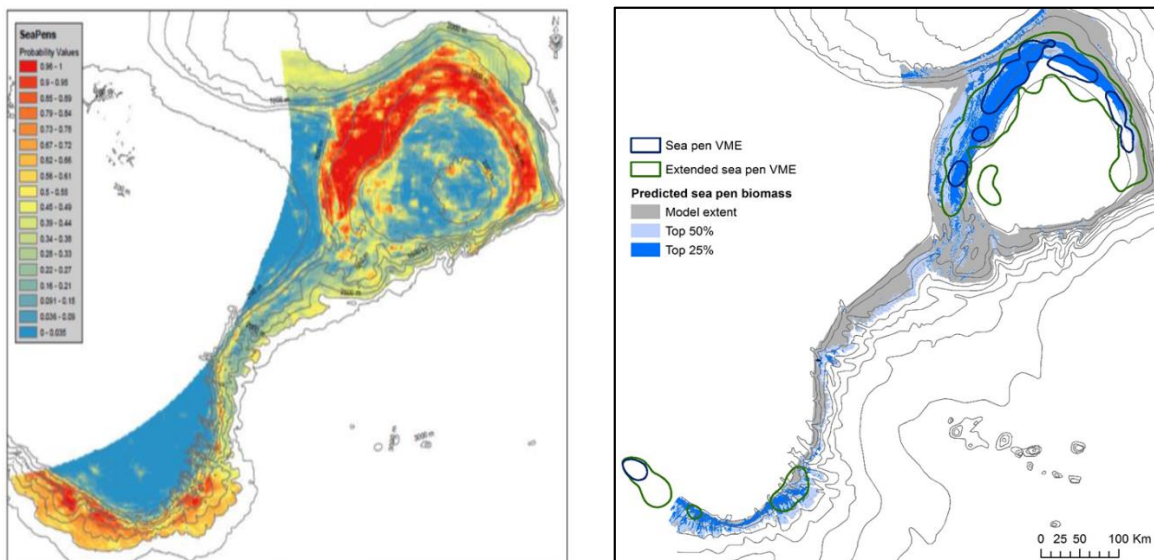 SeaPens
Probability Values
0.96 - 1
0.9 - 0.95
0.85 - 0.89
0.79 - 0.84
0.73 - 0.78
0.67 - 0.72
0.62 - 0.66
0.56 - 0.61
0.5 - 0.55
0.45 - 0.49
0.39 - 0.44
0.34 - 0.38
0.28 - 0.33
0.22 - 0.27
0.16 - 0.21
0.091 - 0.15
0.036 - 0.09
0 - 0.035
N
200 m
3000 m
Sea pen VME
Extended sea pen VME
Predicted sea pen biomass
Model extent
Top 50%
Top 25%
0 25 50 100 Km